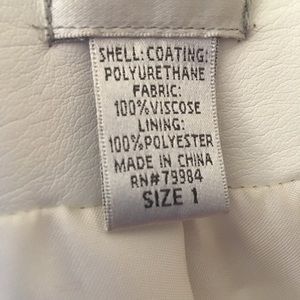 SHELL: COATING:
POLYURETHANE
FABRIC:
100%VISCOSE
LINING:
100%POLYESTER
MADE IN CHINA
RN#79984
SIZE 1